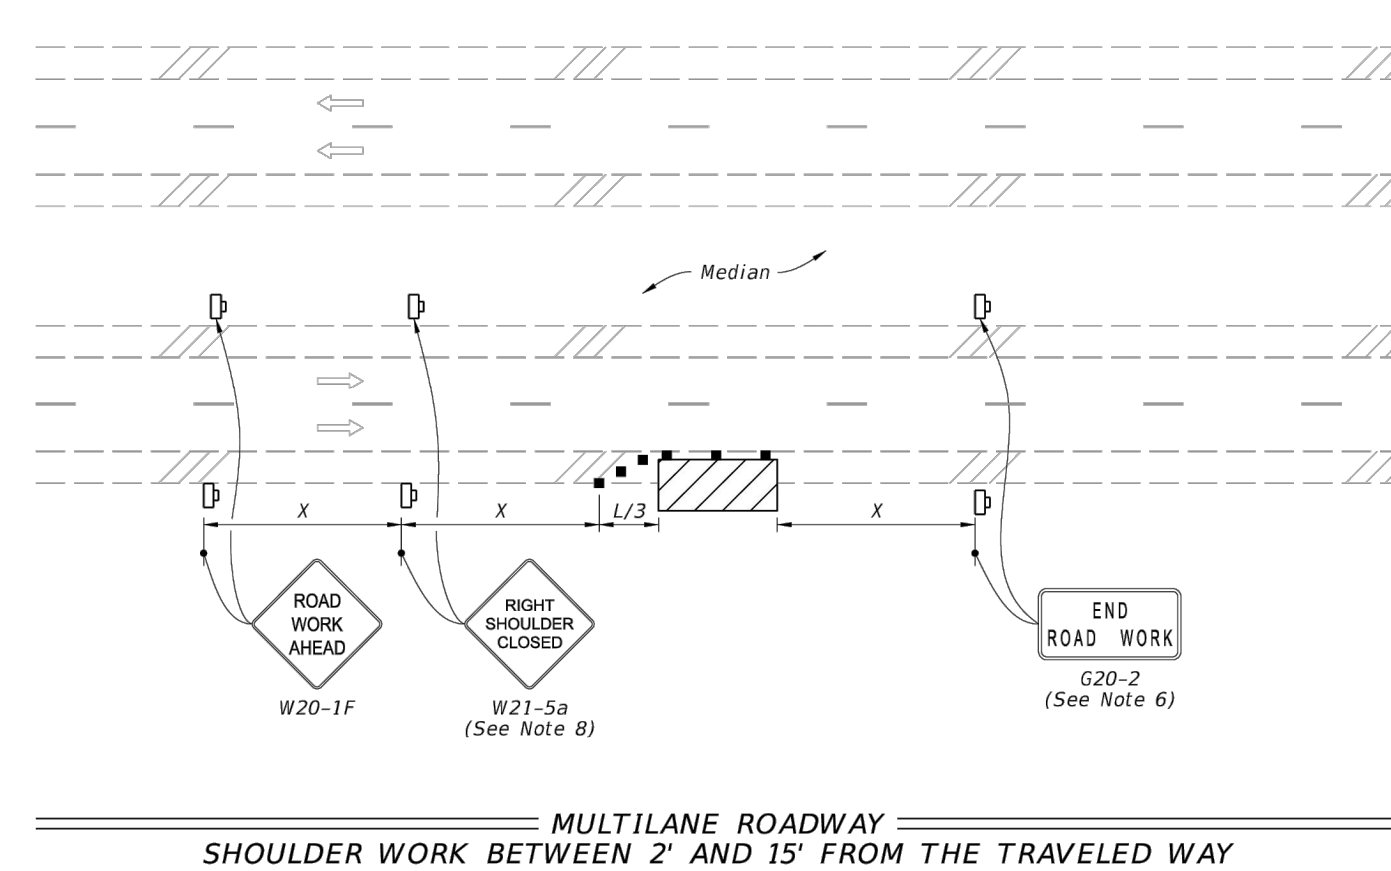 Median
X
X
L/3
X
ROAD
WORK
AHEAD
W20-1F
RIGHT
SHOULDER
CLOSED
W21-5a
(See Note 8)
END
ROAD WORK
G20-2
(See Note 6)
MULTILANE ROADWAY
SHOULDER WORK BETWEEN 2' AND 15' FROM THE TRAVELED WAY